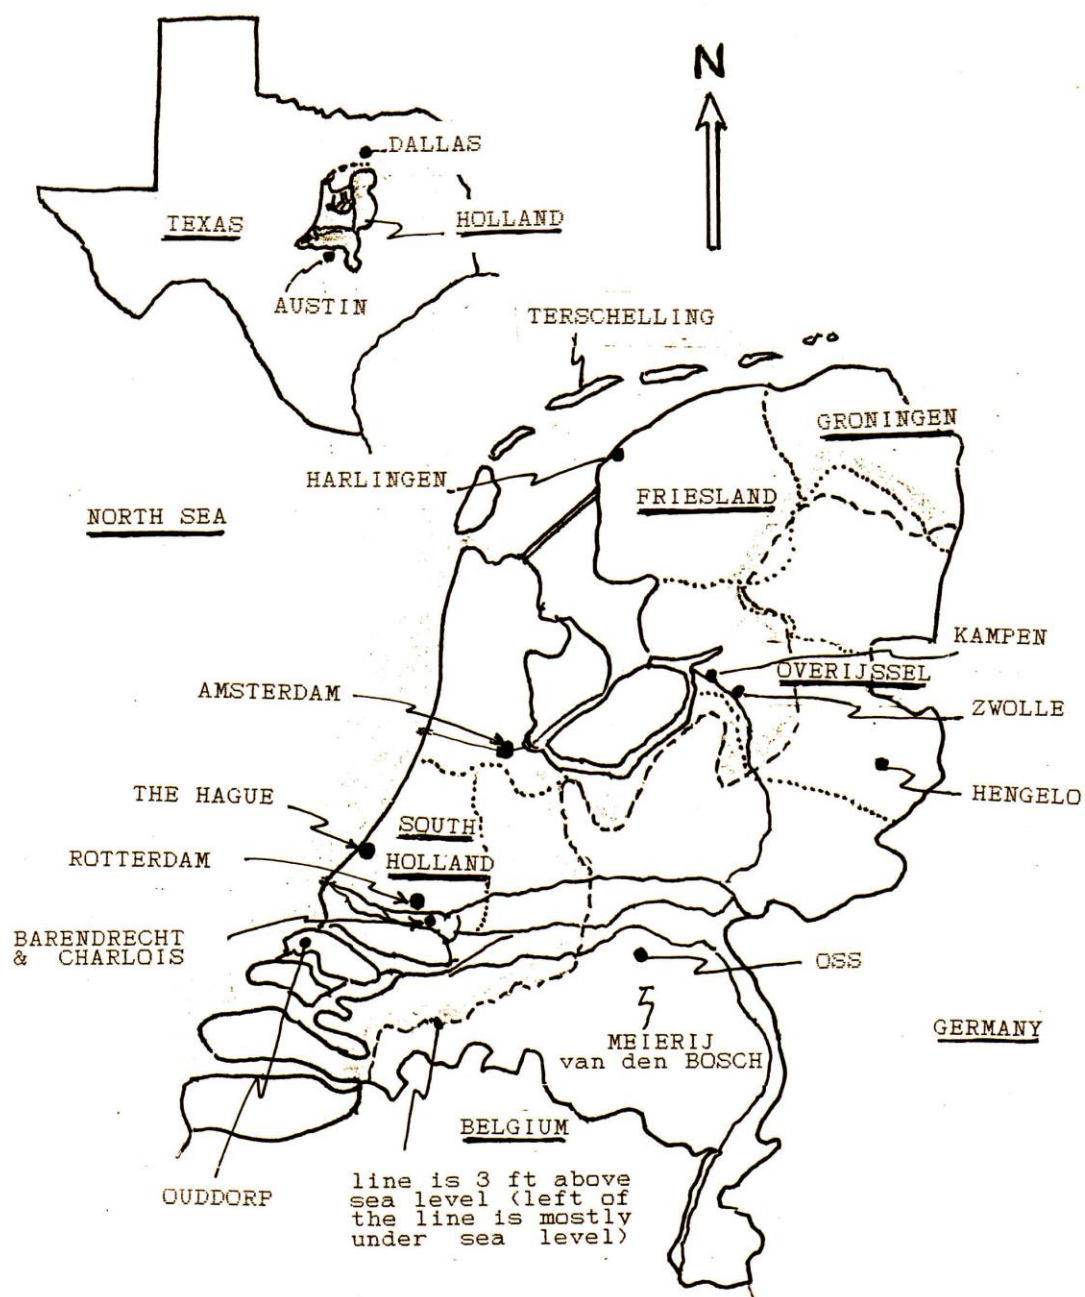 N
DALLAS
TEXAS
HOLLAND
AUSTIN
TERSCHELLING
GRONINGEN
HARLINGEN
FRIESLAND
NORTH SEA
KAMPEN
OVERIJSSEL
AMSTERDAM
ZWOLLE
THE HAGUE
HENGELO
SOUTH
HOLLAND
ROTTERDAM
BARENDRECHT
& CHARLOIS
OSS
MEIERIJ
van den BOSCH
GERMANY
BELGIUM
OUDDORP
line is 3 ft above
sea level (left of
the line is mostly
under sea level)